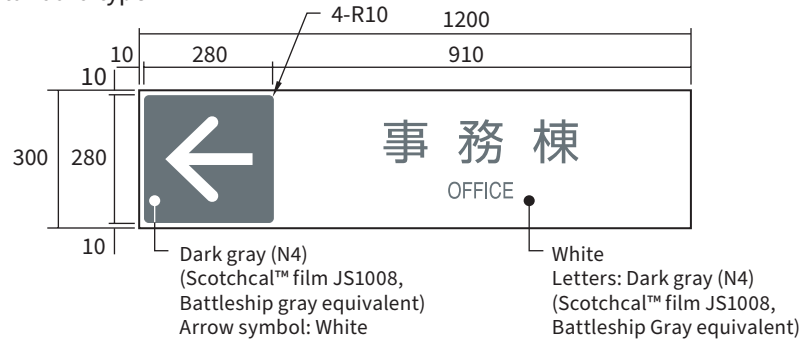 4-R10
1200
10
280
910
10
300
280
10
事務棟
OFFICE
Dark gray (N4)
(Scotchcal™ film JS1008,
Battleship gray equivalent)
Arrow symbol: White
White
Letters: Dark gray (N4)
(Scotchcal™ film JS1008,
Battleship Gray equivalent)